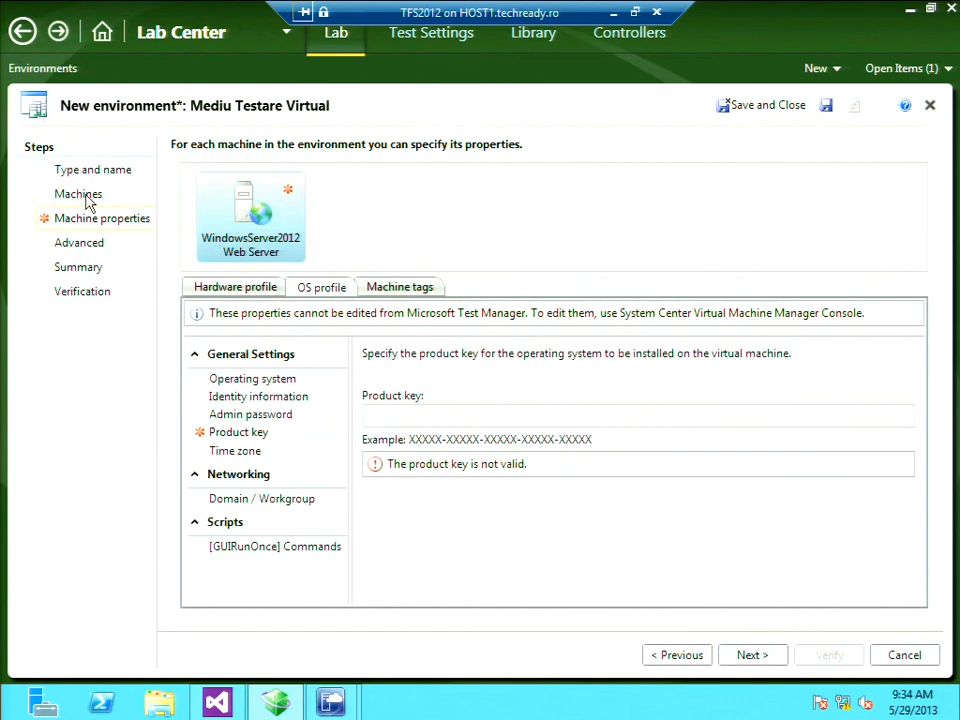 TFS2012 on HOST1.techready.ro
Lab Center
Lab
Test Settings
Library
Controllers
Environments
New
Open Items (1)
New environment*: Mediu Testare Virtual
Save and Close
Steps
Type and name
Machines
Machine properties
Advanced
Summary
Verification
For each machine in the environment you can specify its properties.
WindowsServer2012
Web Server
Hardware profile
OS profile
Machine tags
These properties cannot be edited from Microsoft Test Manager. To edit them, use System Center Virtual Machine Manager Console.
General Settings
Operating system
Identity information
Admin password
Product key
Time zone
Networking
Domain / Workgroup
Scripts
[GUIRunOnce] Commands
Specify the product key for the operating system to be installed on the virtual machine.
Product key:
Example: XXXXX-XXXXX-XXXXX-XXXXX-XXXXX
The product key is not valid.
< Previous
Next >
Verify
Cancel
9:34 AM
5/29/2013